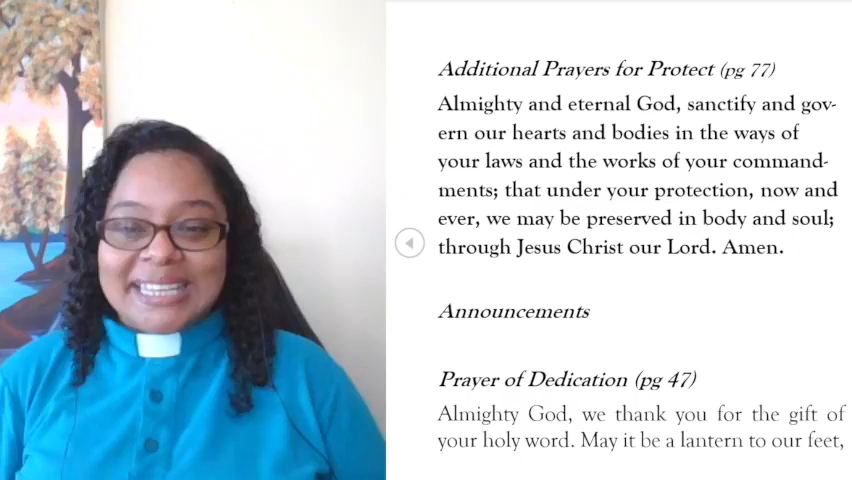 Additional Prayers for Protect (pg 77)
Almighty and eternal God, sanctify and gov-
ern our hearts and bodies in the ways of
your laws and the works of your command-
ments; that under your protection, now and
ever, we may be preserved in body and soul;
through Jesus Christ our Lord. Amen.
Announcements
Prayer of Dedication (pg 47)
Almighty God, we thank you for the gift of
your holy word. May it be a lantern to our feet,